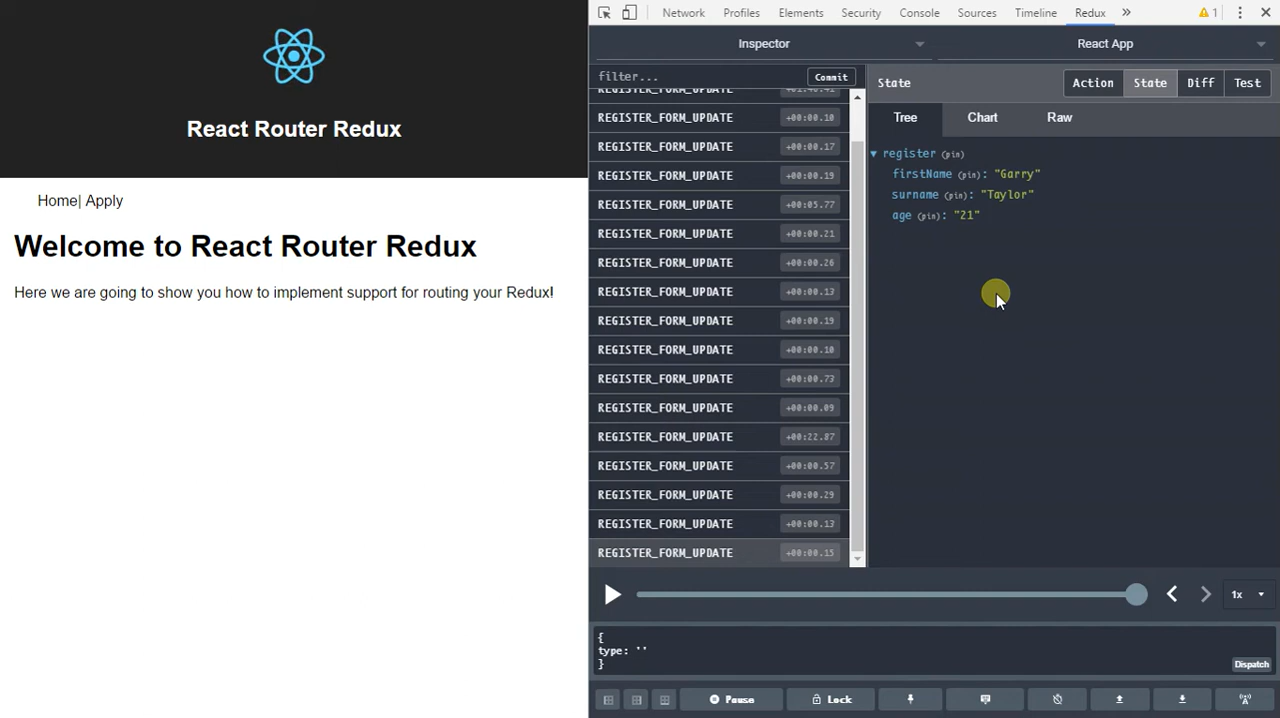 React Router Redux
Home| Apply
Welcome to React Router Redux
Here we are going to show you how to implement support for routing your Redux!
Network Profiles Elements Security Console Sources Timeline Redux » 1
Inspector React App
filter... Commit
REGISTER_FORM_UPDATE +00:00.10
REGISTER_FORM_UPDATE +00:00.17
REGISTER_FORM_UPDATE +00:00.19
REGISTER_FORM_UPDATE +00:05.77
REGISTER_FORM_UPDATE +00:00.21
REGISTER_FORM_UPDATE +00:00.26
REGISTER_FORM_UPDATE +00:00.13
REGISTER_FORM_UPDATE +00:00.19
REGISTER_FORM_UPDATE +00:00.10
REGISTER_FORM_UPDATE +00:00.73
REGISTER_FORM_UPDATE +00:00.09
REGISTER_FORM_UPDATE +00:22.87
REGISTER_FORM_UPDATE +00:00.57
REGISTER_FORM_UPDATE +00:00.29
REGISTER_FORM_UPDATE +00:00.13
REGISTER_FORM_UPDATE +00:00.15
State Action State Diff Test
Tree Chart Raw
register (pin)
firstName (pin): "Garry"
surname (pin): "Taylor"
age (pin): "21"
1x
{
type: ''
}
Dispatch
Pause Lock